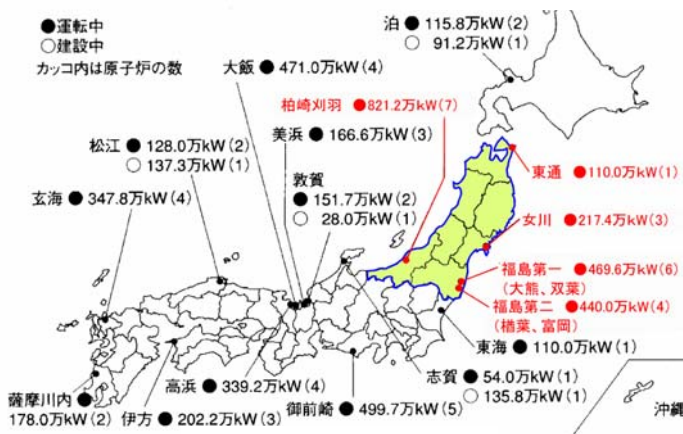 ●運転中
○建設中
カッコ内は原子炉の数
泊 ●115.8万kW(2)
○ 91.2万kW(1)
大飯 ● 471.0万kW(4)
柏崎刈羽 ●821.2万kW(7)
美浜 ● 166.6万kW(3)
松江 ● 128.0万kW(2)
○ 137.3万kW(1)
敦賀
● 151.7万kW(2)
○ 28.0万kW(1)
玄海 ● 347.8万kW(4)
東通 ●110.0万kW(1)
女川 ●217.4万kW(3)
福島第一 ●469.6万kW(6)
(大熊、双葉)
福島第二 ●440.0万kW(4)
(楢葉、富岡)
東海 ● 110.0万kW(1)
志賀 ● 54.0万kW(1)
○ 135.8万kW(1)
高浜 ● 339.2万kW(4)
御前崎 ● 499.7万kW(5)
薩摩川内 ●
178.0万kW(2)
伊方 ● 202.2万kW(3)
沖縄